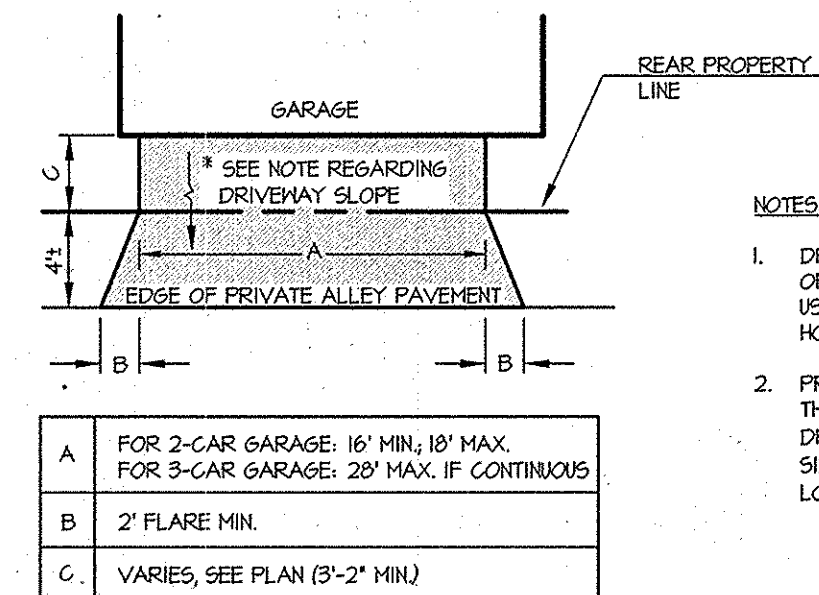 REAR PROPERTY
LINE
GARAGE
C
* SEE NOTE REGARDING
DRIVEWAY SLOPE
A
4'±
EDGE OF PRIVATE ALLEY PAVEMENT
B
B
A
FOR 2-CAR GARAGE: 16' MIN.; 18' MAX.
FOR 3-CAR GARAGE: 28' MAX. IF CONTINUOUS
B
2' FLARE MIN.
C.
VARIES, SEE PLAN (3'-2" MIN.)
NOTES
1.
2.